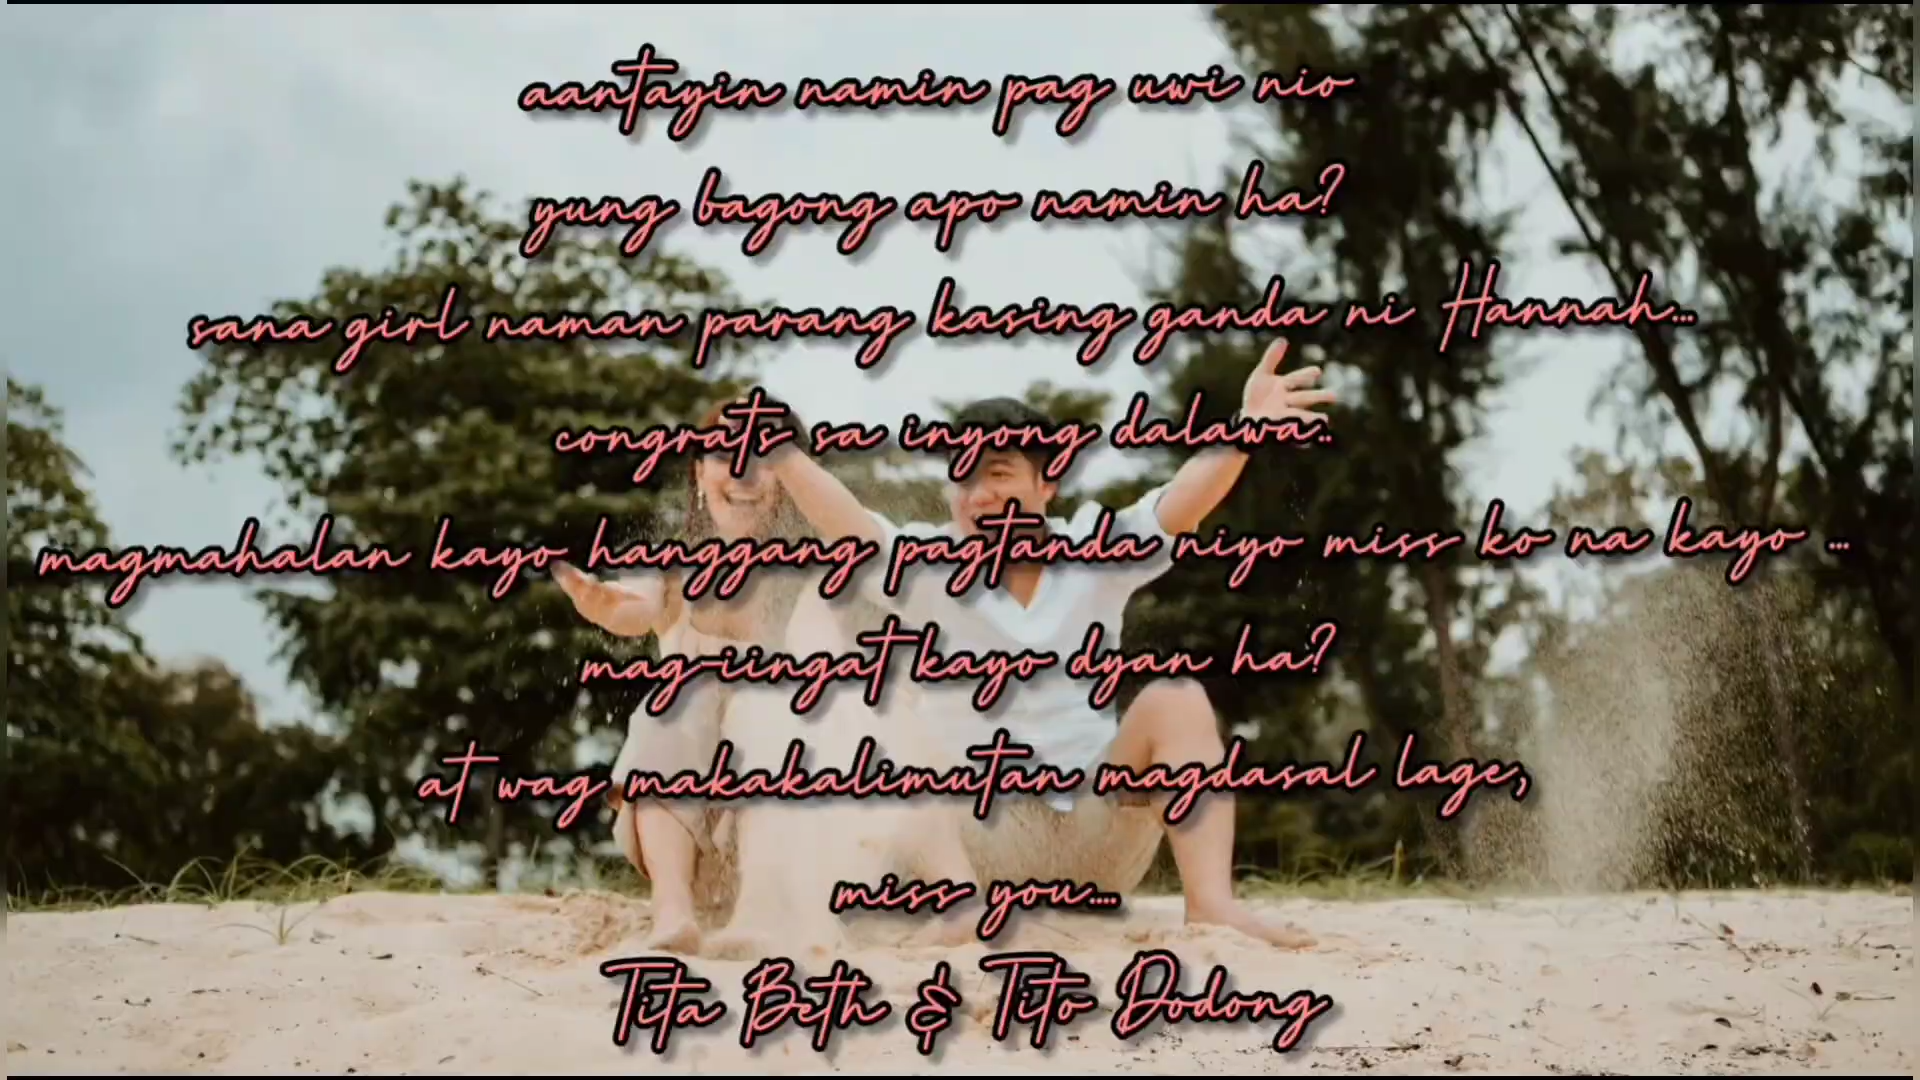 aantayin namin pag uwi nio
yung bagong apo namin ha?
sana girl naman parang kasing ganda ni Hannah...
congrats sa inyong dalawa..
magmahalan kayo hanggang pagtanda niyo miss ko na kayo ...
mag-iingat kayo dyan ha?
at wag makakalimutan magdasal lage,
miss you....
Tita Beth & Tito Dodong